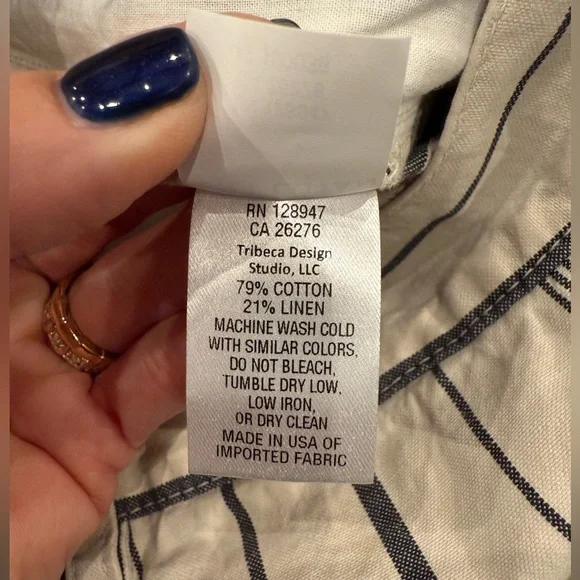 RN 128947
CA 26276
Tribeca Design
Studio, LLC
79% COTTON
21% LINEN
MACHINE WASH COLD
WITH SIMILAR COLORS,
DO NOT BLEACH,
TUMBLE DRY LOW,
LOW IRON,
OR DRY CLEAN
MADE IN USA OF
IMPORTED FABRIC